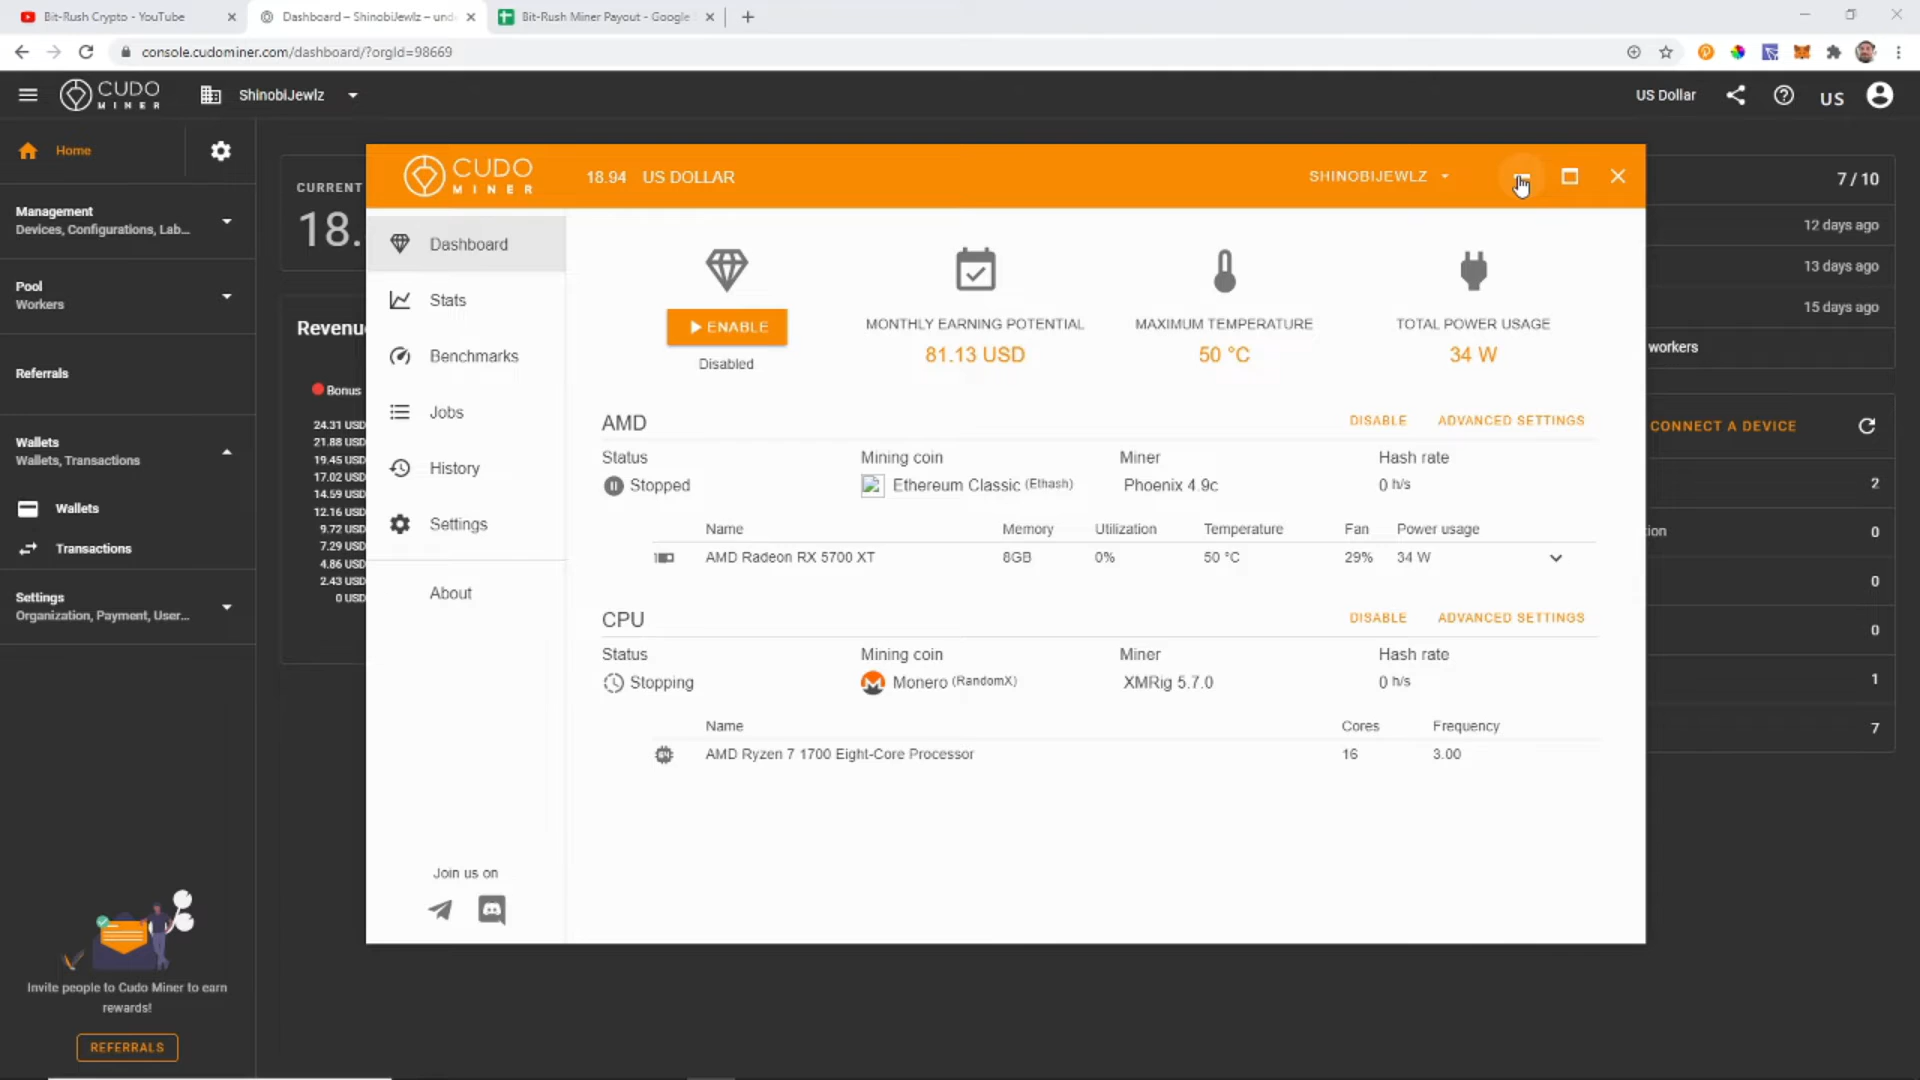 Bit-Rush Crypto - YouTube
Dashboard – ShinobiJewlz – und
Bit-Rush Miner Payout - Google
console.cudominer.com/dashboard/?orgId=98669
CUDO MINER
ShinobiJewlz
US Dollar
US
Home
Management
Devices, Configurations, Lab...
Pool
Workers
Referrals
Wallets
Wallets, Transactions
Wallets
Transactions
Settings
Organization, Payment, User...
Invite people to Cudo Miner to earn
rewards!
REFERRALS
CURRENT
18.
Revenu
Bonus
24.31 USD
21.88 USD
19.45 USD
17.02 USD
14.59 USD
12.16 USD
9.72 USD
7.29 USD
4.86 USD
2.43 USD
0 USD
CUDO MINER
18.94 US DOLLAR
SHINOBIJEWLZ
Dashboard
Stats
Benchmarks
Jobs
History
Settings
About
Join us on
ENABLE
Disabled
MONTHLY EARNING POTENTIAL
81.13 USD
MAXIMUM TEMPERATURE
50 °C
TOTAL POWER USAGE
34 W
AMD DISABLE ADVANCED SETTINGS
Status Mining coin Miner Hash rate
Stopped Ethereum Classic (Ethash) Phoenix 4.9c 0 h/s
Name Memory Utilization Temperature Fan Power usage
AMD Radeon RX 5700 XT 8GB 0% 50 °C 29% 34 W
CPU DISABLE ADVANCED SETTINGS
Status Mining coin Miner Hash rate
Stopping Monero (RandomX) XMRig 5.7.0 0 h/s
Name Cores Frequency
64
AMD Ryzen 7 1700 Eight-Core Processor 16 3.00
7 / 10
12 days ago
13 days ago
15 days ago
workers
CONNECT A DEVICE
2
ion 0
0
0
1
7